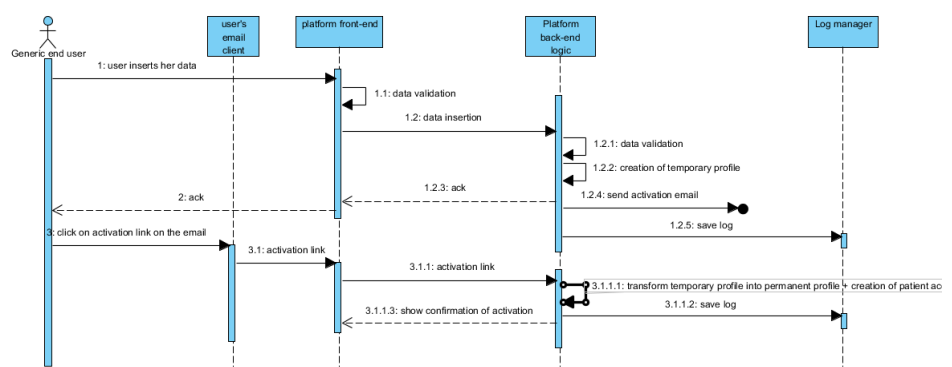 user's
email
client
platform front-end
Platform
back-end
logic
Log manager
Generic end user
1: user inserts her data
1.1: data validation
1.2: data insertion
1.2.1: data validation
1.2.2: creation of temporary profile
1.2.3: ack
2: ack
1.2.4: send activation email
1.2.5: save log
3: click on activation link on the email
3.1: activation link
3.1.1: activation link
3.1.1.1: transform temporary profile into permanent profile + creation of patient
3.1.1.2: save log
3.1.1.3: show confirmation of activation